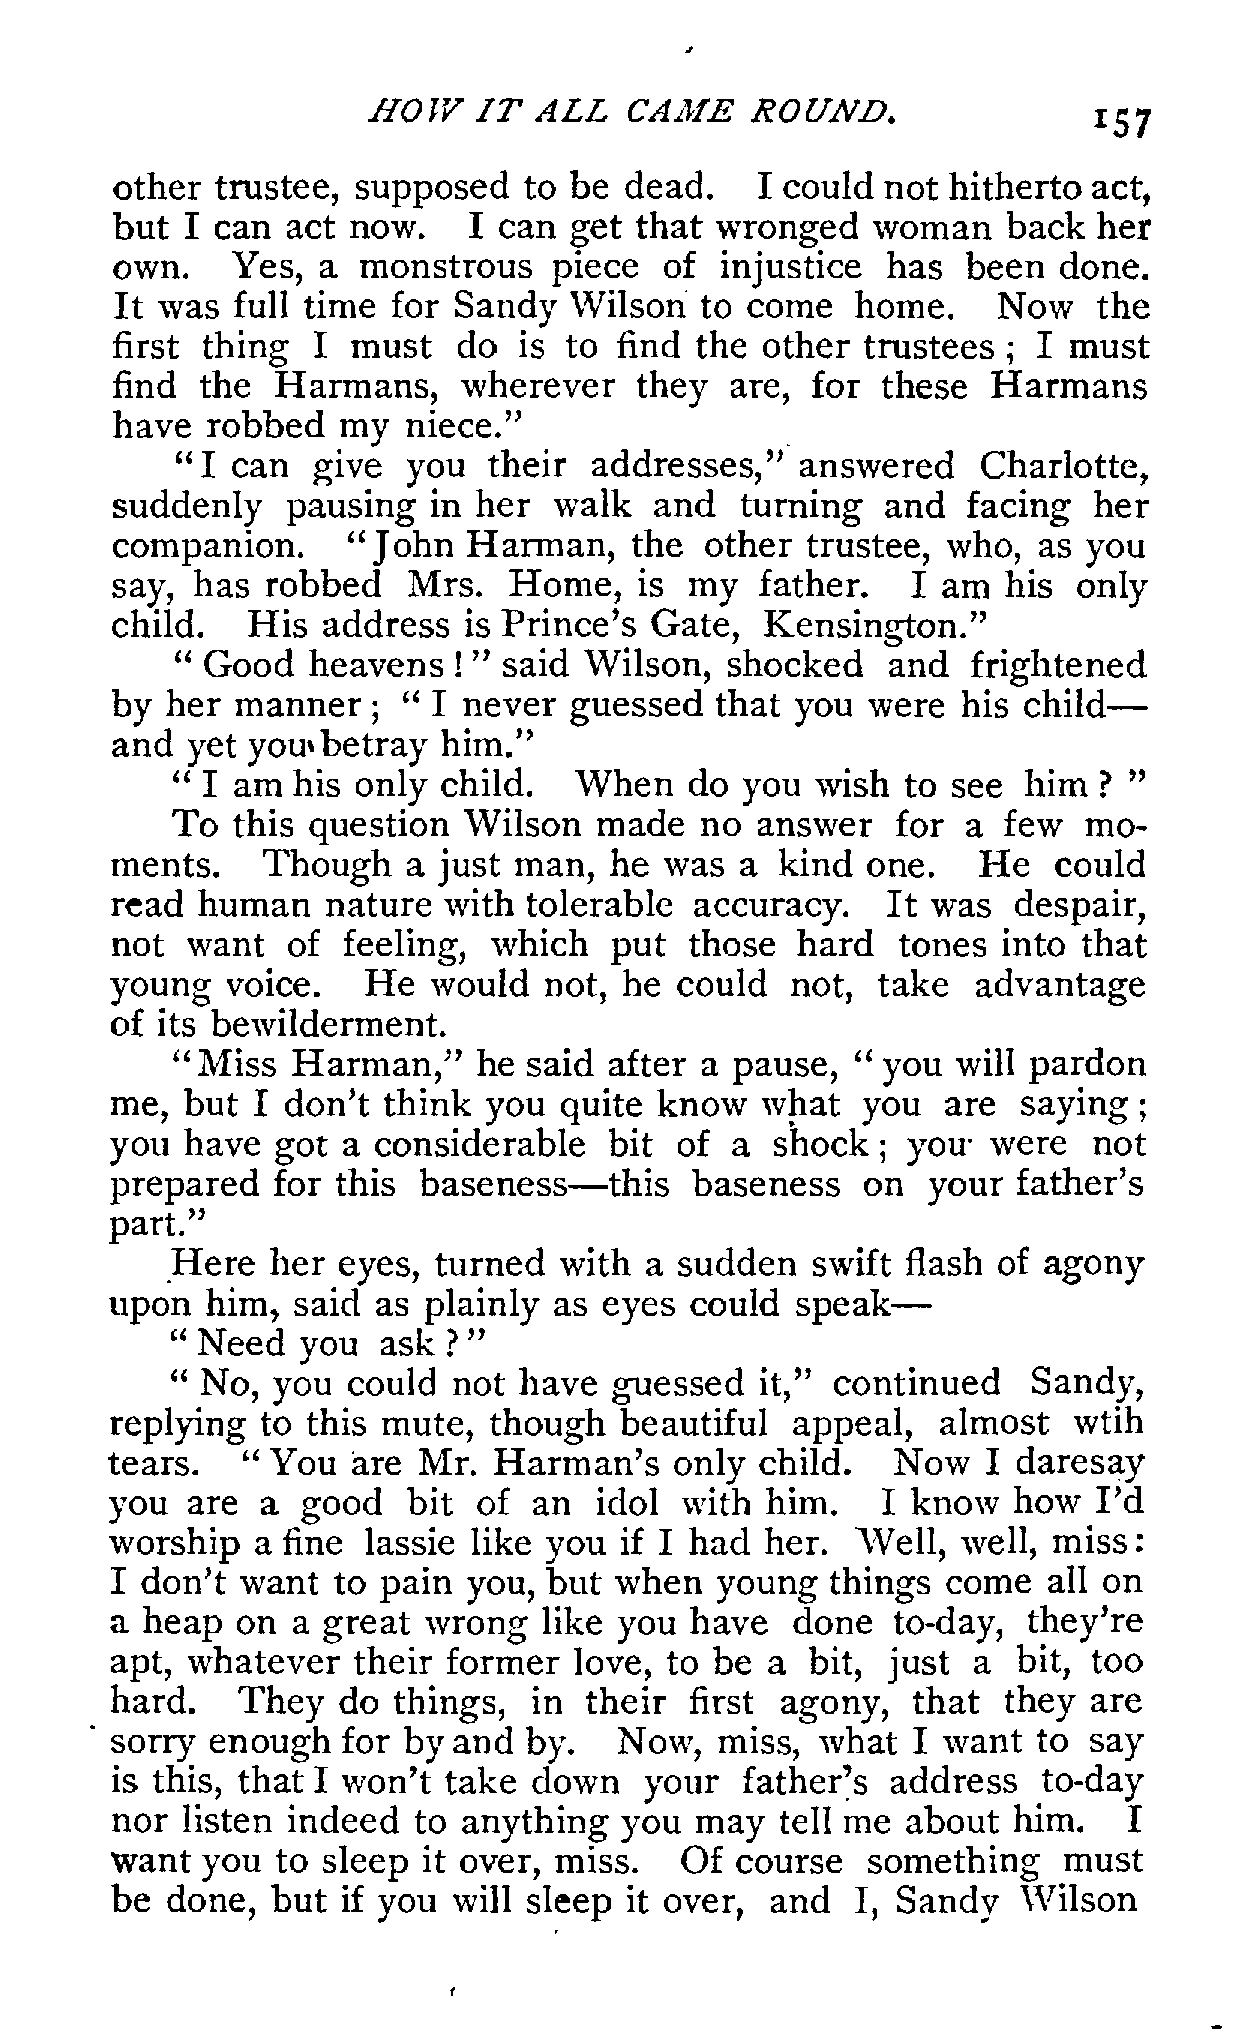 HOW IT ALL CAME ROUND. 157
other trustee, supposed to be dead. I could not hitherto act,
but I can act now. I can get that wronged woman back her
own. Yes, a monstrous piece of injustice has been done.
It was full time for Sandy Wilson to come home. Now the
first thing I must do is to find the other trustees ; I must
find the Harmans, wherever they are, for these Harmans
have robbed my niece."
"I can give you their addresses," answered Charlotte,
suddenly pausing in her walk and turning and facing her
companion. "John Harman, the other trustee, who, as you
say, has robbed Mrs. Home, is my father. I am his only
child. His address is Prince's Gate, Kensington."
"Good heavens!" said Wilson, shocked and frightened
by her manner; "I never guessed that you were his child—
and yet you betray him."
"I am his only child. When do you wish to see him?"
To this question Wilson made no answer for a few mo-
ments. Though a just man, he was a kind one. He could
read human nature with tolerable accuracy. It was despair,
not want of feeling, which put those hard tones into that
young voice. He would not, he could not, take advantage
of its bewilderment.
"Miss Harman," he said after a pause, "you will pardon
me, but I don't think you quite know what you are saying;
you have got a considerable bit of a shock; you were not
prepared for this baseness—this baseness on your father's
part."
Here her eyes, turned with a sudden swift flash of agony
upon him, said as plainly as eyes could speak—
"Need you ask?"
"No, you could not have guessed it," continued Sandy,
replying to this mute, though beautiful appeal, almost wtih
tears. "You are Mr. Harman's only child. Now I daresay
you are a good bit of an idol with him. I know how I'd
worship a fine lassie like you if I had her. Well, well, miss:
I don't want to pain you, but when young things come all on
a heap on a great wrong like you have done to-day, they're
apt, whatever their former love, to be a bit, just a bit, too
hard. They do things, in their first agony, that they are
sorry enough for by and by. Now, miss, what I want to say
is this, that I won't take down your father's address to-day
nor listen indeed to anything you may tell me about him. I
want you to sleep it over, miss. Of course something must
be done, but if you will sleep it over, and I, Sandy Wilson